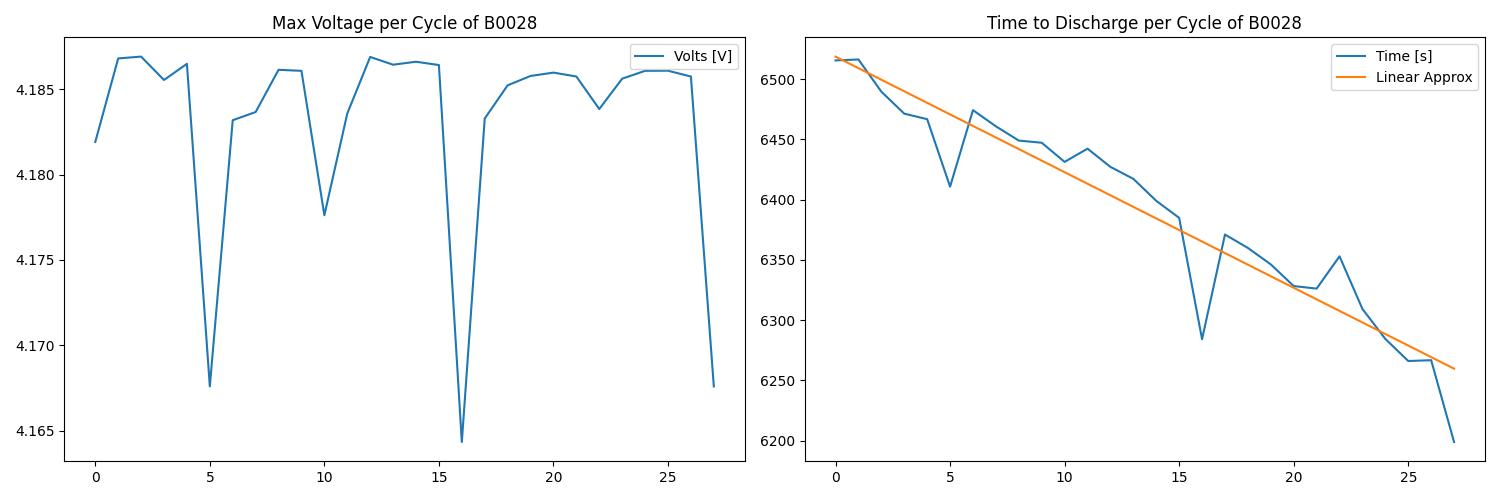 Max Voltage per Cycle of B0028
Volts [V]
4.185
4.180
4.175
4.170
4.165
0 5 10 15 20 25
Time to Discharge per Cycle of B0028
Time [s]
Linear Approx
6500
6450
6400
6350
6300
6250
6200
0 5 10 15 20 25